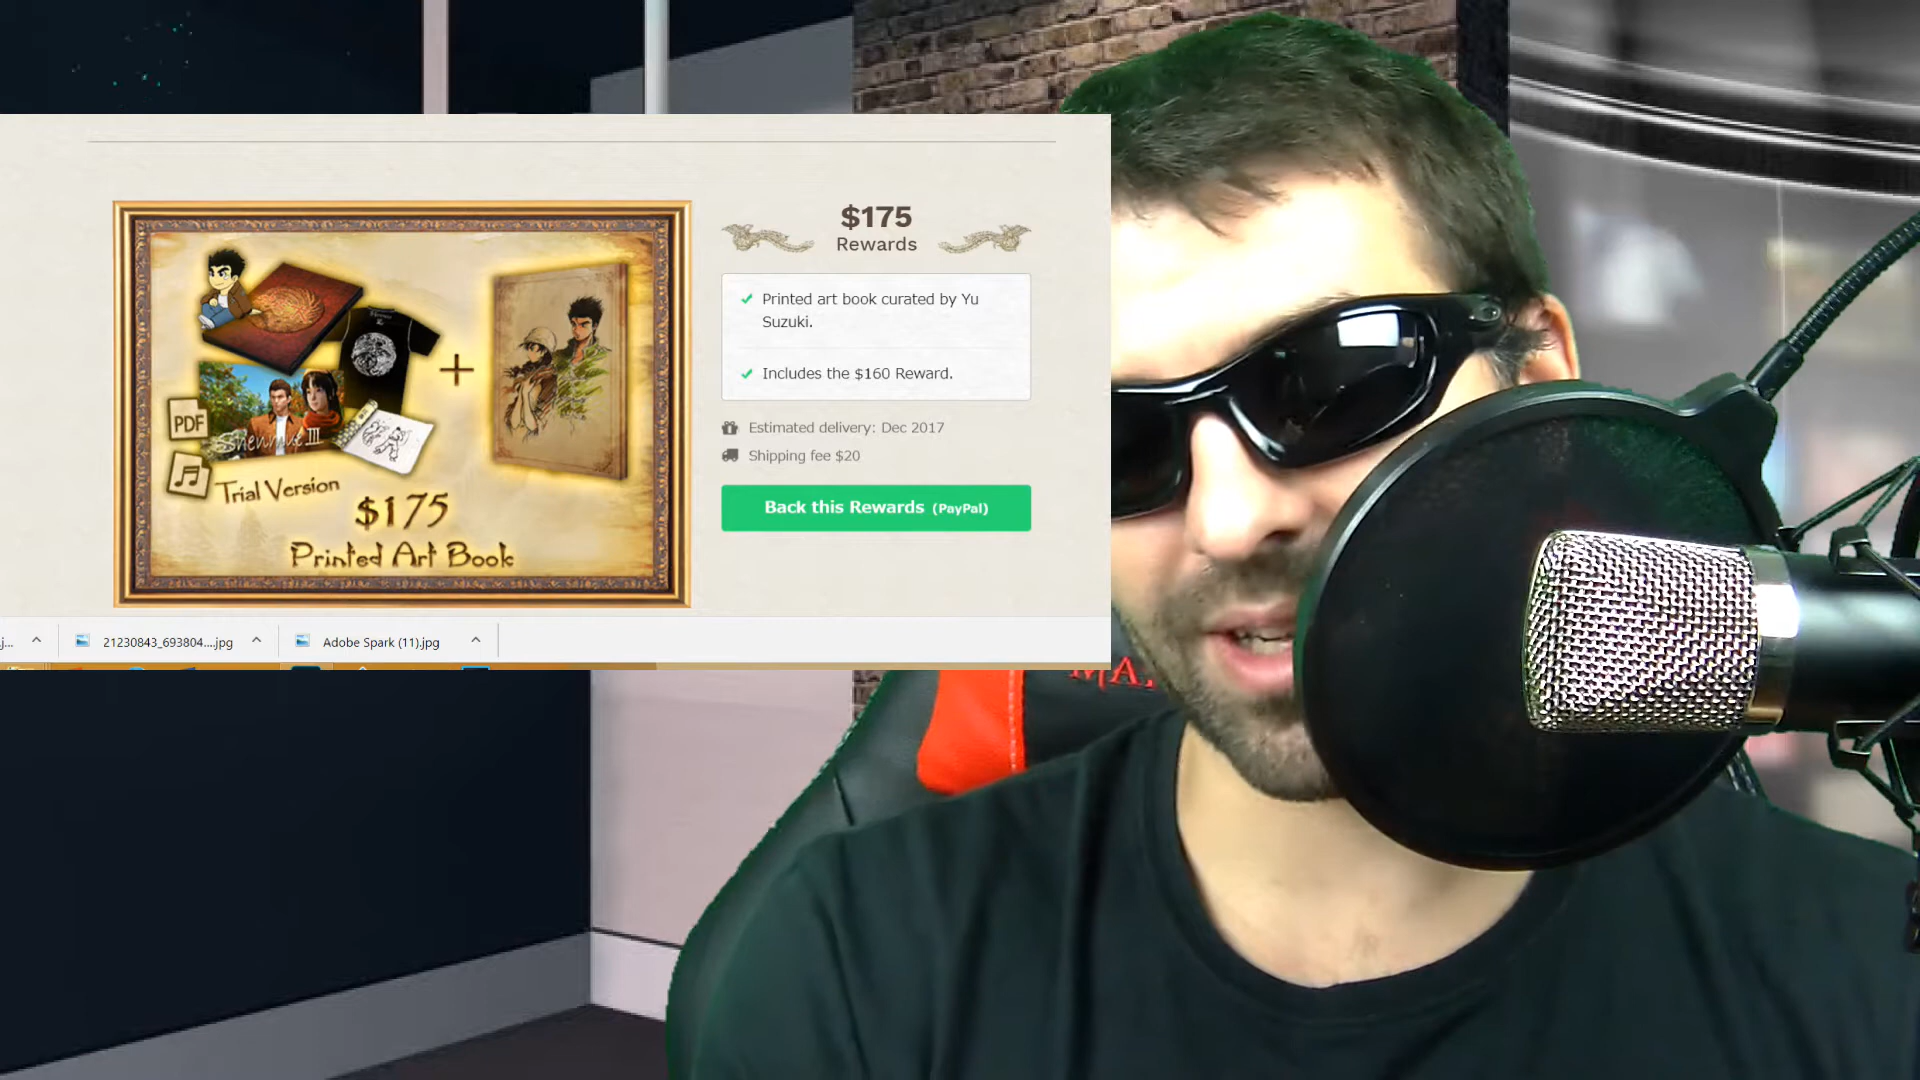 $175
Rewards
Printed art book curated by Yu
Suzuki.
Includes the $160 Reward.
Estimated delivery: Dec 2017
Shipping fee $20
Back this Rewards (PayPal)
PDF
Shenmue III
Trial Version
+
$175
Printed Art Book
21230843_693804....jpg
Adobe Spark (11).jpg